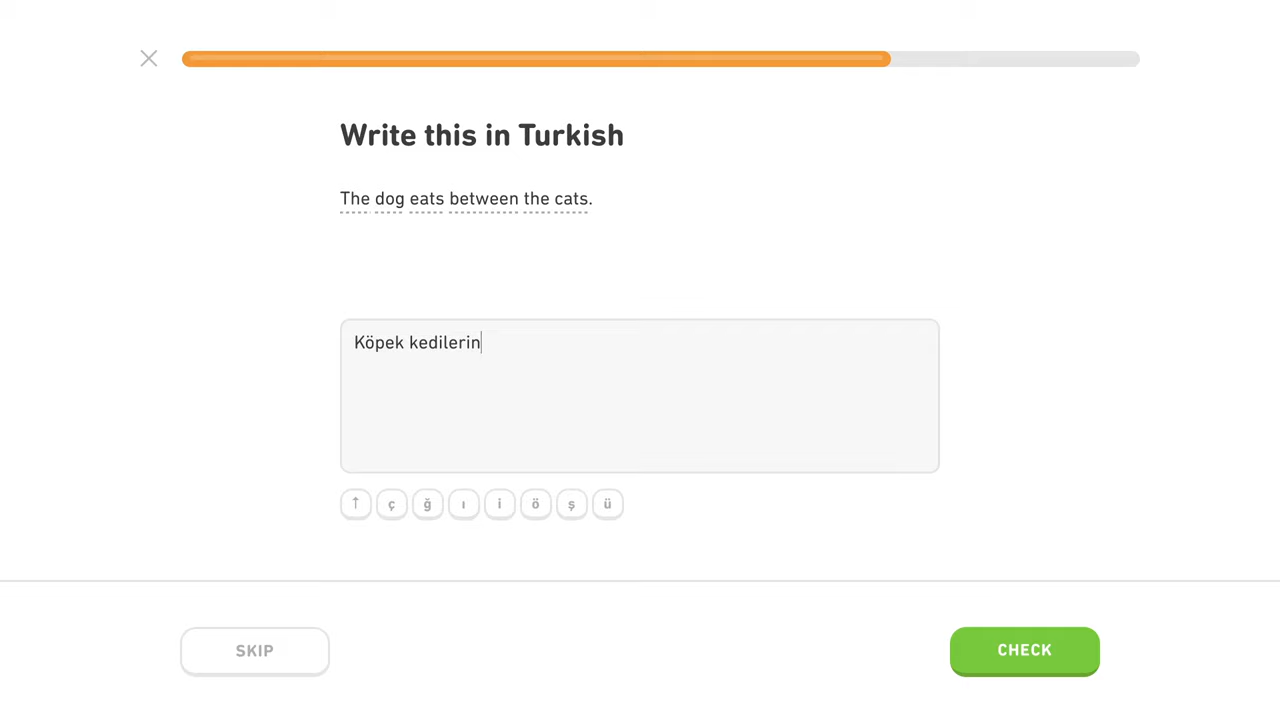 Write this in Turkish
The dog eats between the cats.
Köpek kedilerin
↑ ç ğ ı i ö ş ü
SKIP
CHECK